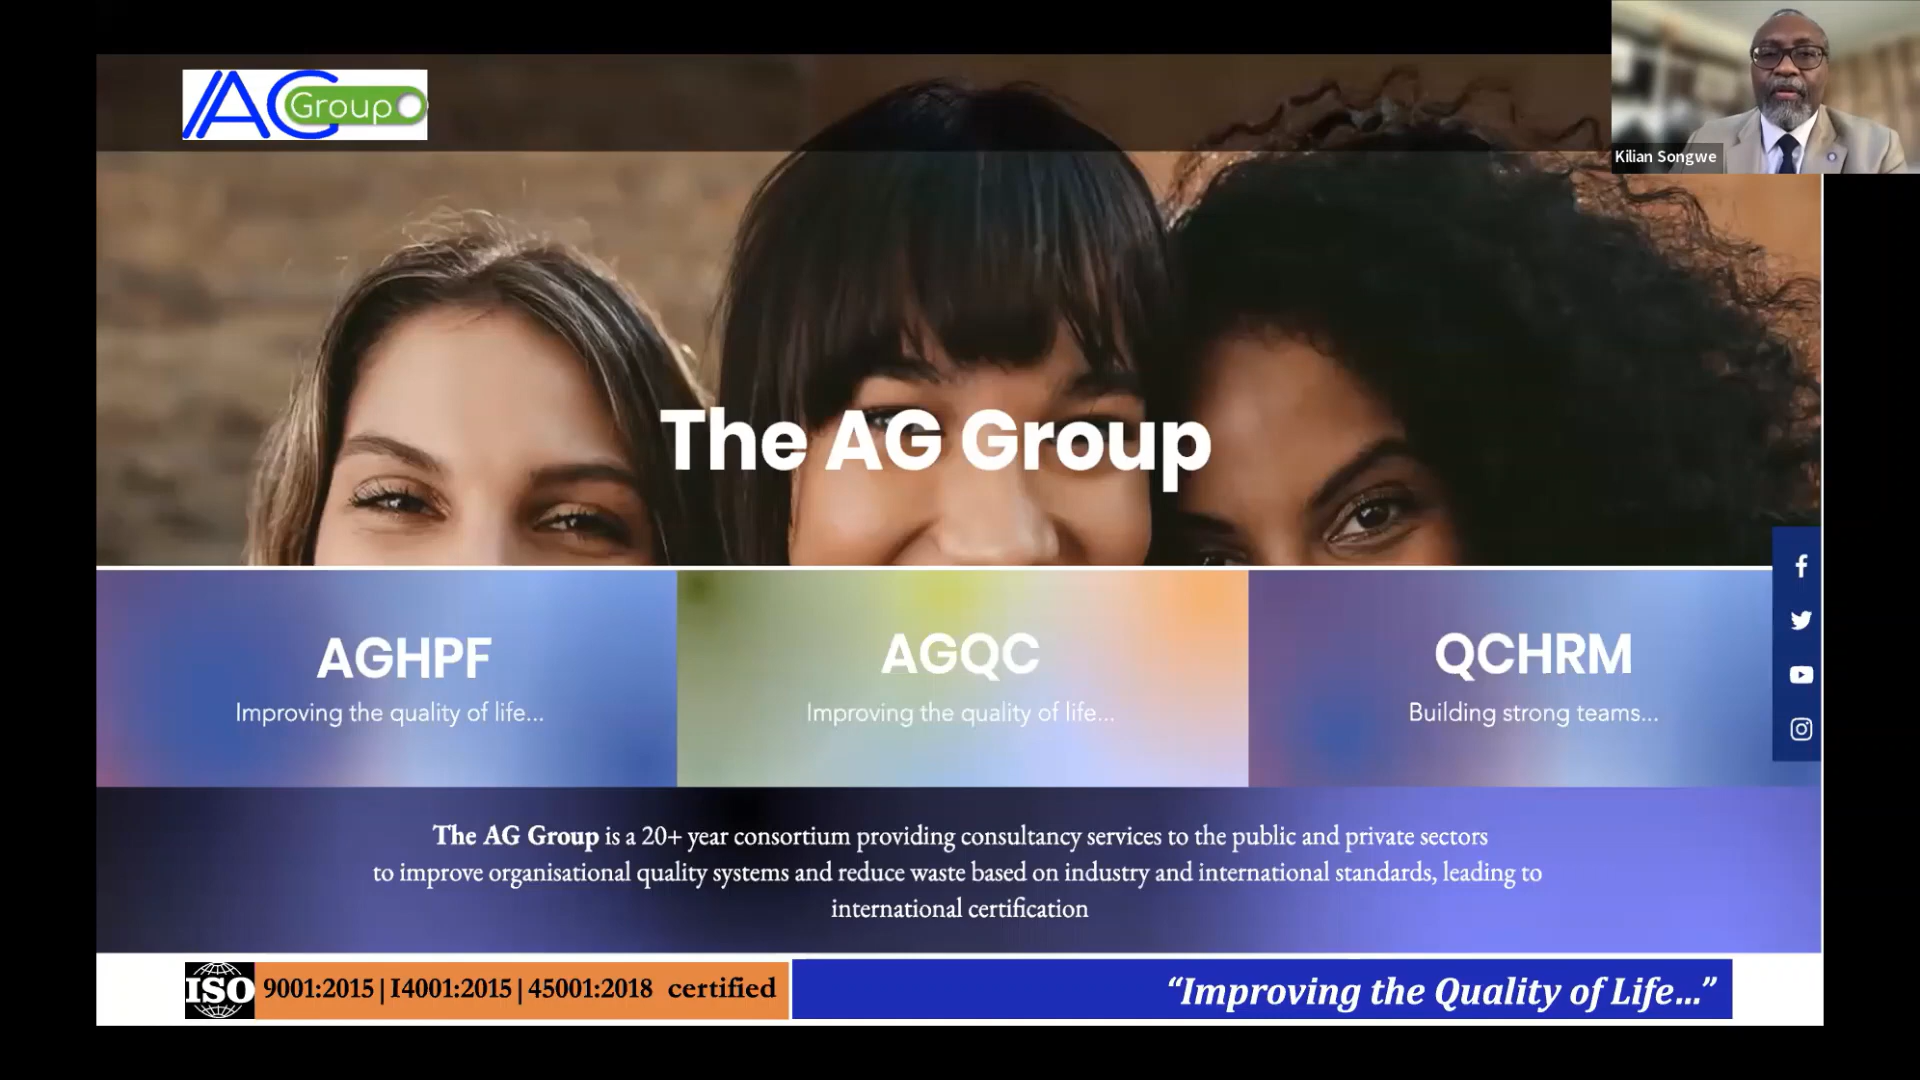 AG Group
Kilian Songwe
The AG Group
AGHPF
Improving the quality of life...
AGQC
Improving the quality of life...
QCHRM
Building strong teams...
The AG Group is a 20+ year consortium providing consultancy services to the public and private sectors
to improve organisational quality systems and reduce waste based on industry and international standards, leading to
international certification
ISO 9001:2015 | I4001:2015 | 45001:2018 certified
“Improving the Quality of Life...”